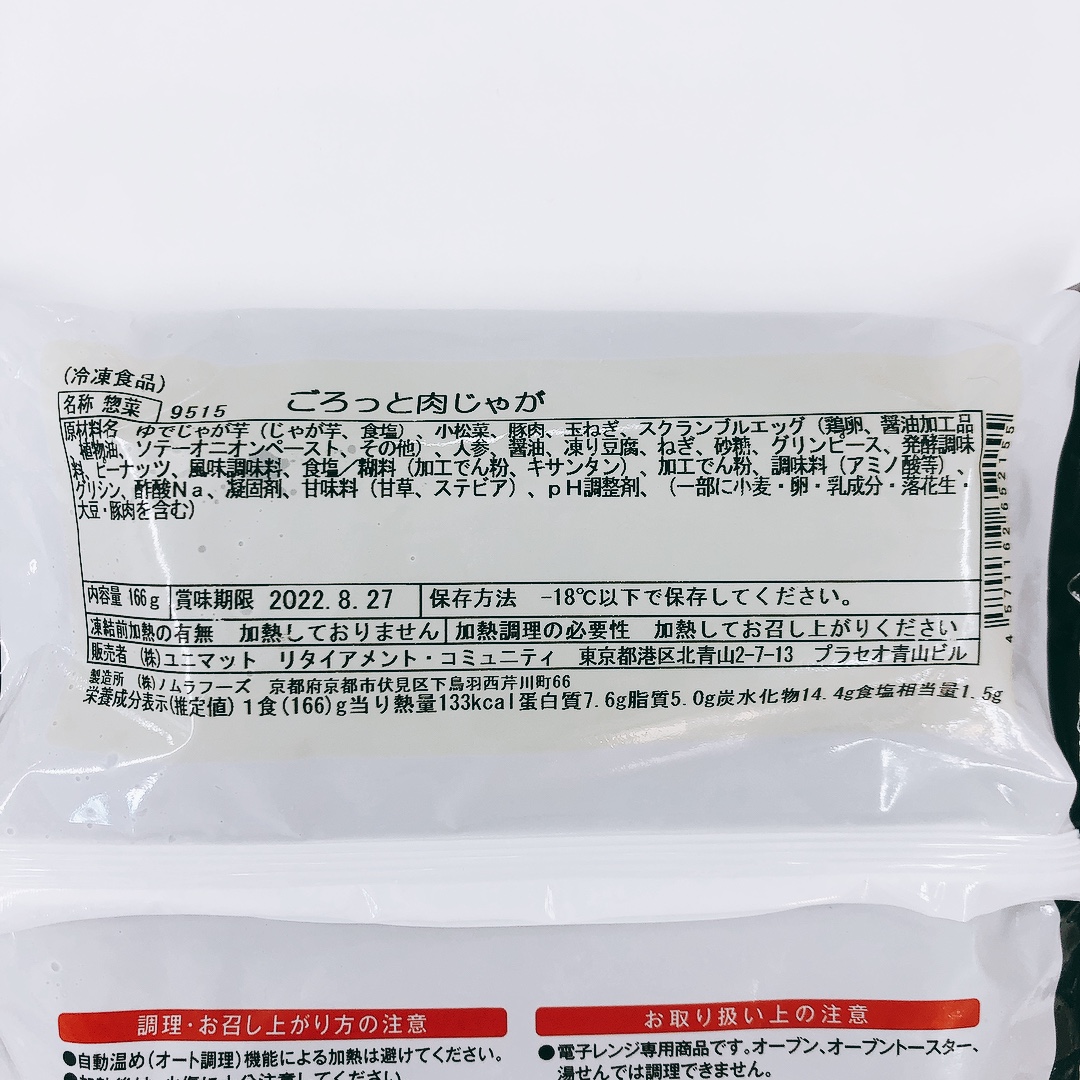 (冷凍食品)
名称 惣菜 9515 ごろっと肉じゃが
原材料名 ゆでじゃが芋（じゃが芋、食塩）　小松菜、豚肉、玉ねぎ、スクランブルエッグ（鶏卵、醤油加工品
植物油、ソテーオニオンペースト、その他）、人参、醤油、凍り豆腐、ねぎ、砂糖、グリンピース、発酵調味
料、ピーナッツ、風味調味料、食塩／糊料（加工でん粉、キサンタン）、加工でん粉、調味料（アミノ酸等）、
グリシン、酢酸Ｎａ、凝固剤、甘味料（甘草、ステビア）、ｐＨ調整剤、（一部に小麦・卵・乳成分・落花生・
大豆・豚肉を含む）
内容量 166g 賞味期限 2022.8.27 保存方法 -18℃以下で保存してください。
凍結前加熱の有無 加熱しておりません 加熱調理の必要性 加熱してお召し上がりください
販売者 (株)ユニマット リタイアメント・コミュニティ 東京都港区北青山2-7-13 プラセオ青山ビル
製造所 (株)ノムラフーズ 京都府京都市伏見区下鳥羽西芹川町66
栄養成分表示(推定値)1食(166)g当り熱量133kcal蛋白質7.6g脂質5.0g炭水化物14.4g食塩相当量1.5g
4571162652155
調理・お召し上がり方の注意
●自動温め(オート調理)機能による加熱は避けてください。
お取り扱い上の注意
●電子レンジ専用商品です。オーブン、オーブントースター、
湯せんでは調理できません。